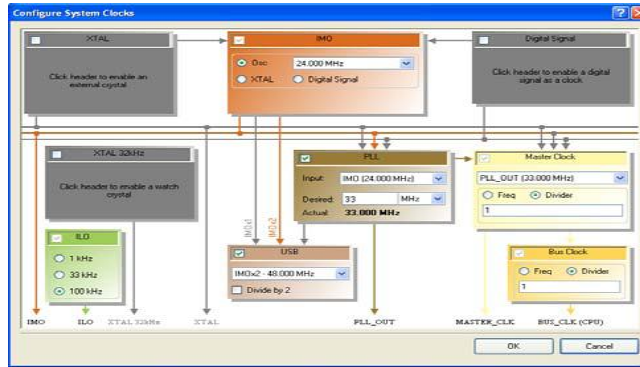 Configure System Clocks
XTAL
Click header to enable an
external crystal
IMO
Osc 24.000 MHz
XTAL Digital Signal
Digital Signal
Click header to enable a digital
signal as a clock
XTAL 32kHz
Click header to enable a watch
crystal
PLL
Input: IMO (24.000 MHz)
Desired: 33 MHz
Actual: 33.000 MHz
Master Clock
PLL_OUT (33.000 MHz)
Freq Divider
1
ILO
1 kHz
33 kHz
100 kHz
IMOx1
IMOx2
USB
IMOx2 - 48.000 MHz
Divide by 2
Bus Clock
Freq Divider
1
IMO ILO XTAL 32kHz XTAL PLL_OUT MASTER_CLK BUS_CLK (CPU)
OK Cancel